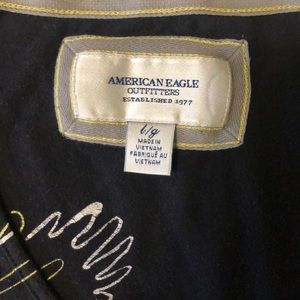 AMERICAN EAGLE
OUTFITTERS
ESTABLISHED 1977
L/g
MADE IN
VIETNAM
FABRIQUÉ AU
VIETNAM